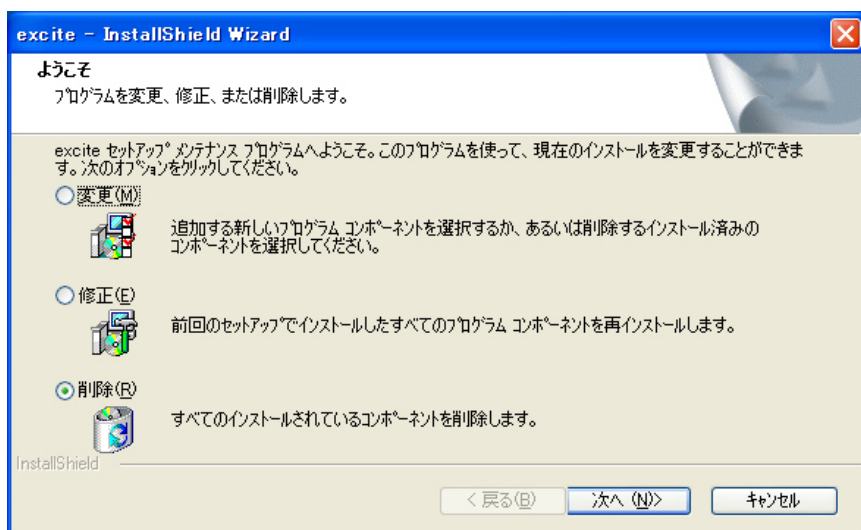 excite - InstallShield Wizard
ようこそ
プログラムを変更、修正、または削除します。
excite セットアップ メンテナンス プログラムへようこそ。このプログラムを使って、現在のインストールを変更することができま
す。次のオプションをクリックしてください。
変更(M)
追加する新しいプログラム コンポーネントを選択するか、あるいは削除するインストール済みの
コンポーネントを選択してください。
修正(E)
前回のセットアップでインストールしたすべてのプログラム コンポーネントを再インストールします。
削除(R)
すべてのインストールされているコンポーネントを削除します。
InstallShield
< 戻る(B) 次へ (N)> キャンセル